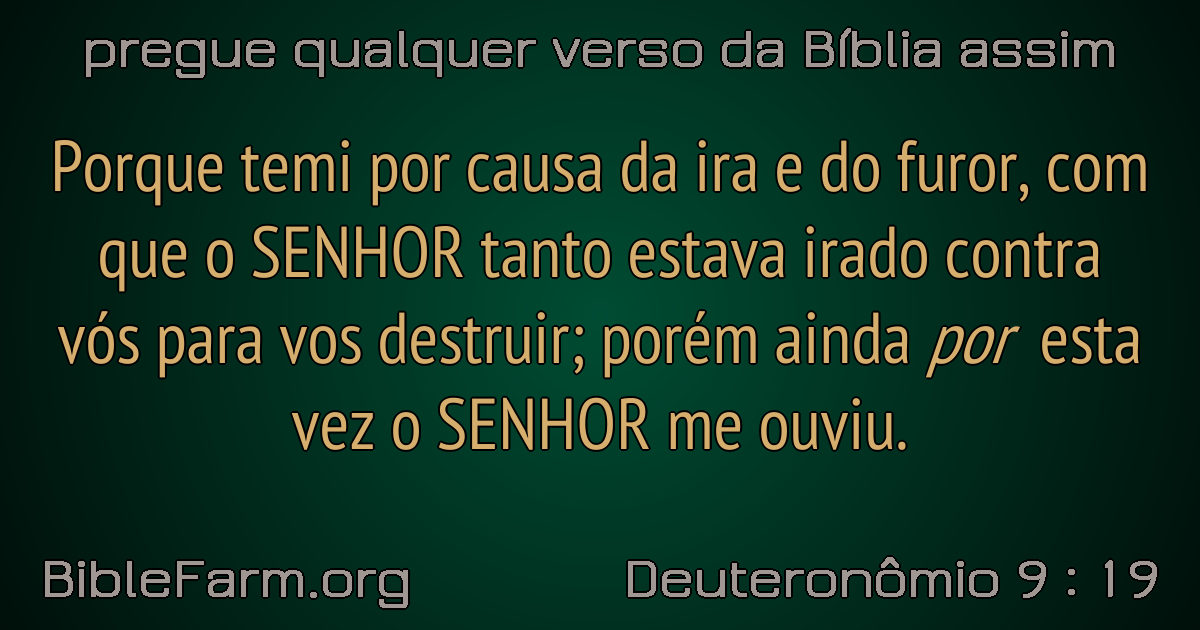 pregue qualquer verso da Bíblia assim
Porque temi por causa da ira e do furor, com
que o SENHOR tanto estava irado contra
vós para vos destruir; porém ainda por esta
vez o SENHOR me ouviu.
BibleFarm.org
Deuteronômio 9 : 19